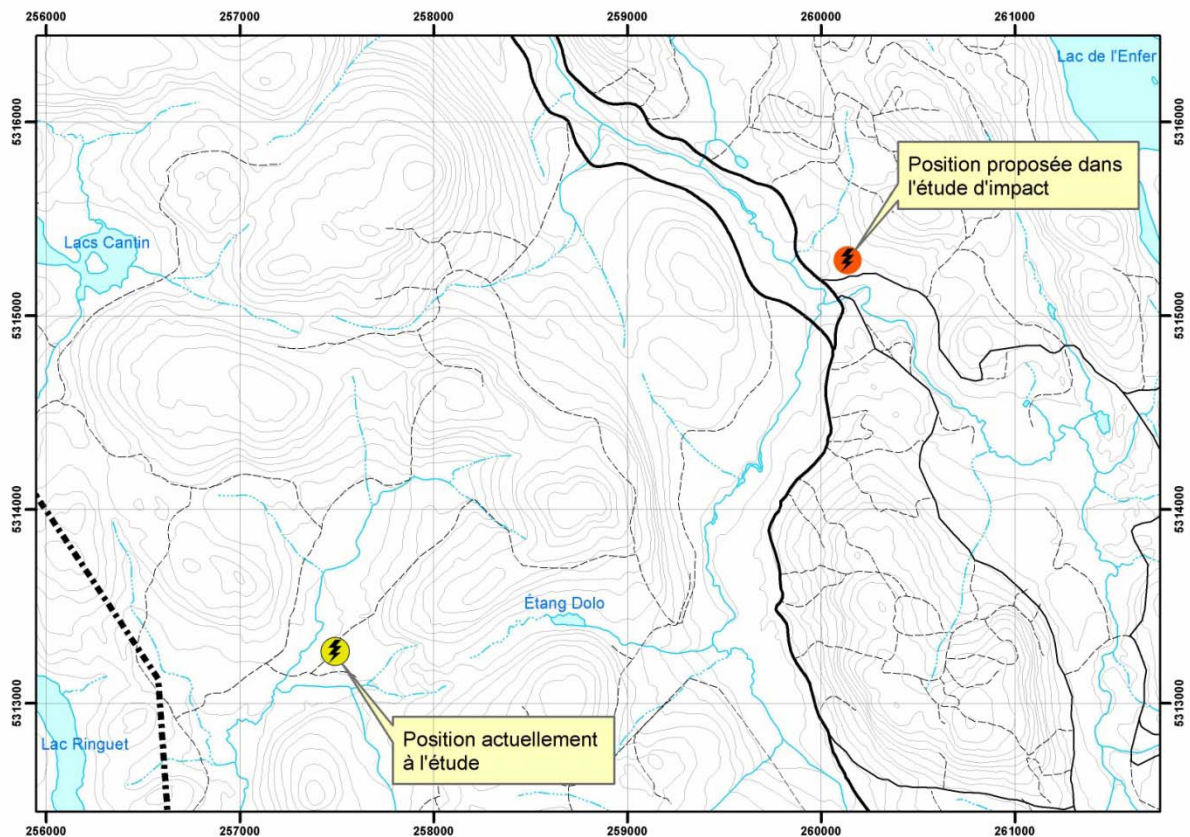 256000 257000 258000 259000 260000 261000
Lac de l'Enfer
5316000 5316000
Position proposée dans
l'étude d'impact
Lacs Cantin
5315000 5315000
5314000 5314000
Étang Dolo
5313000 5313000
Lac Ringuet
Position actuellement
à l'étude
256000 257000 258000 259000 260000 261000